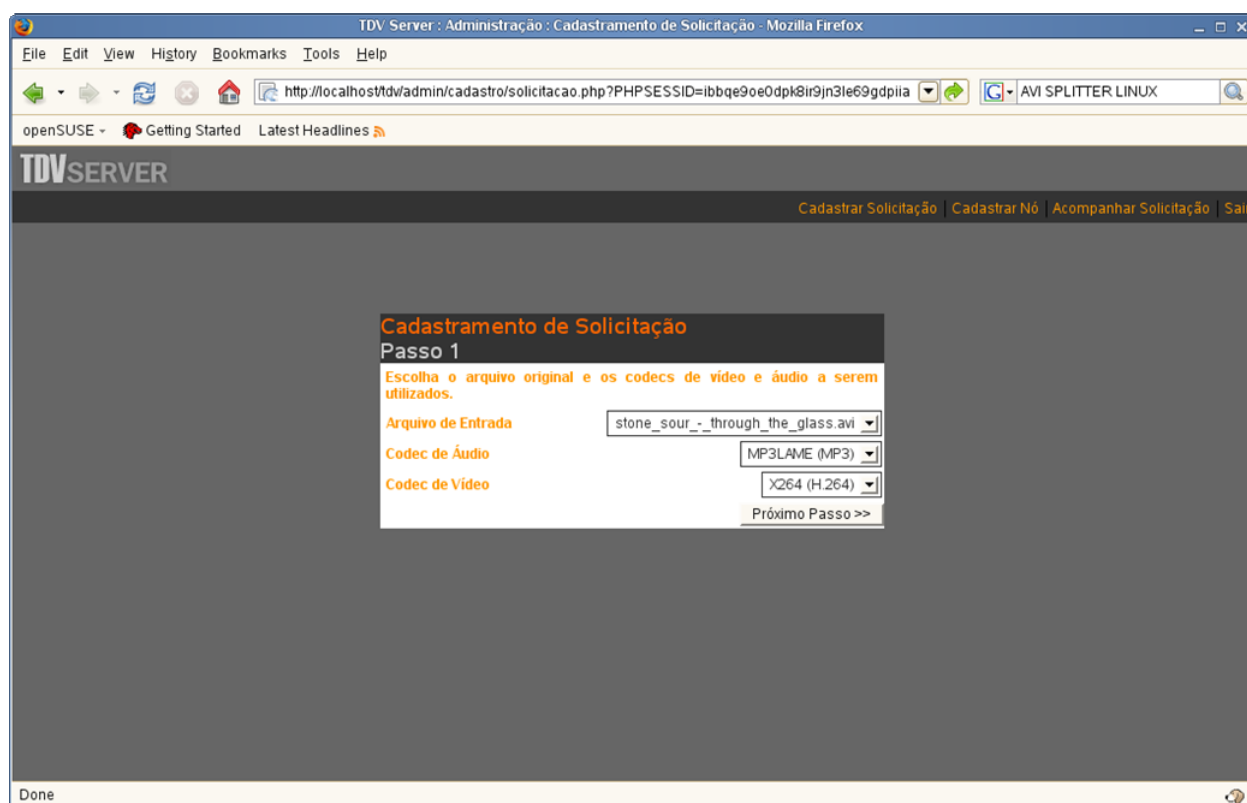 TDV Server : Administração : Cadastramento de Solicitação - Mozilla Firefox
File Edit View History Bookmarks Tools Help
http://localhost/tdv/admin/cadastro/solicitacao.php?PHPSESSID=ibbqe9oe0dpk8ir9jn3le69gdpiia
G AVI SPLITTER LINUX
openSUSE Getting Started Latest Headlines
TDVSERVER
Cadastrar Solicitação | Cadastrar Nó | Acompanhar Solicitação | Sair
Cadastramento de Solicitação
Passo 1
Escolha o arquivo original e os codecs de vídeo e áudio a serem
utilizados.
Arquivo de Entrada stone_sour_-_through_the_glass.avi
Codec de Áudio MP3LAME (MP3)
Codec de Vídeo X264 (H.264)
Próximo Passo >>
Done